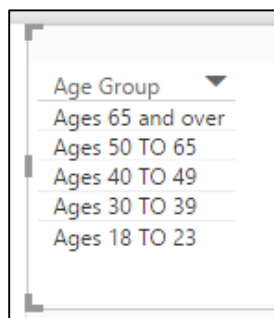 Age Group
Ages 65 and over
Ages 50 TO 65
Ages 40 TO 49
Ages 30 TO 39
Ages 18 TO 23